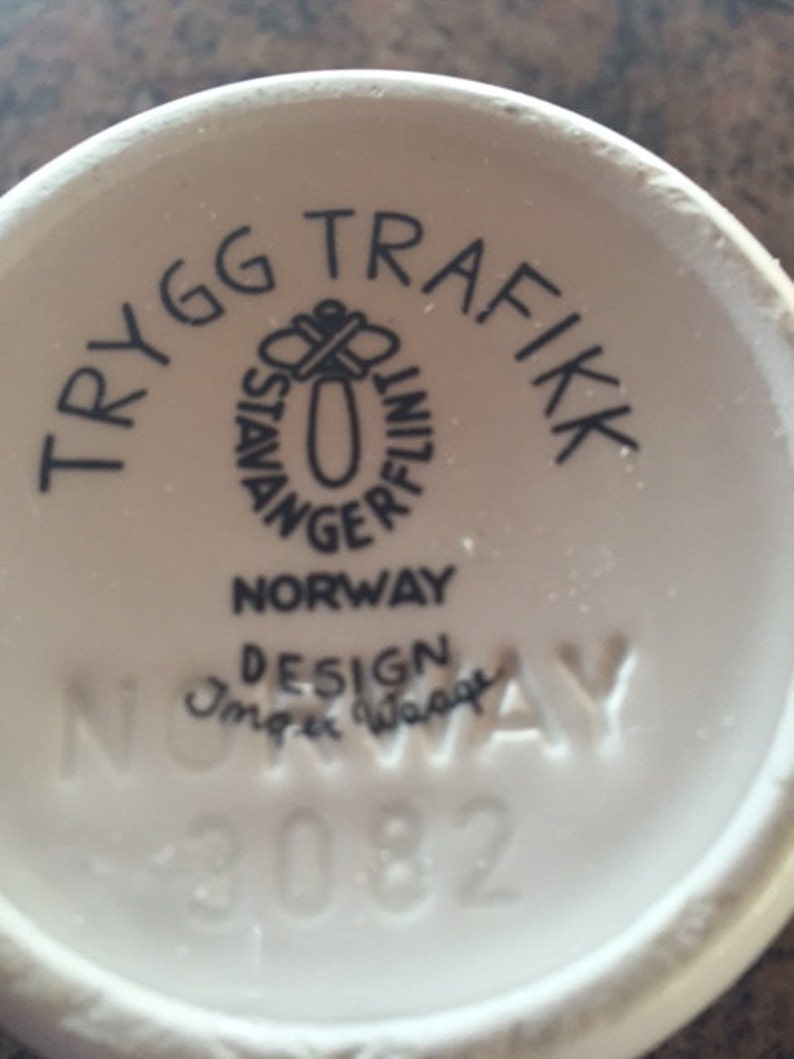 TRYGG TRAFIKK
STAVANGERFLINT
NORWAY
DESIGN
Inger Waage
NORWAY
3082